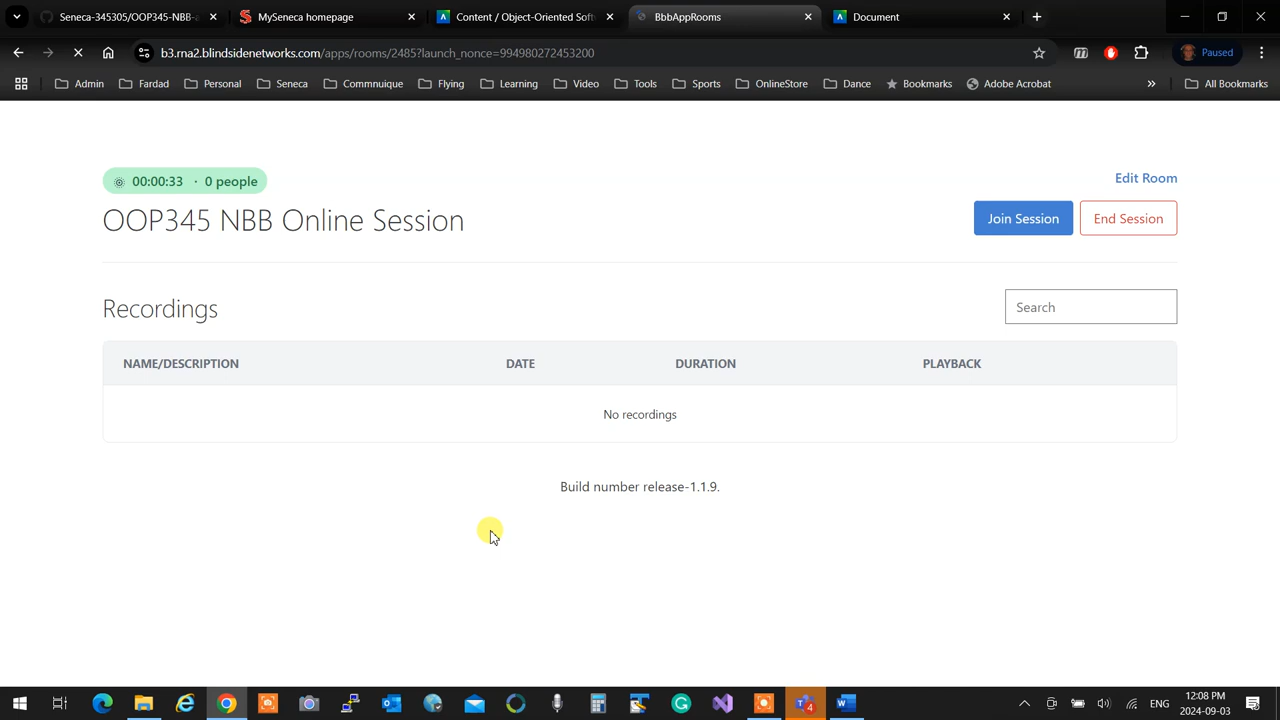 Seneca-345305/OOP345-NBB-a
MySeneca homepage
Content / Object-Oriented Soft
BbbAppRooms
Document
b3.rna2.blindsidenetworks.com/apps/rooms/2485?launch_nonce=994980272453200
Paused
Admin Fardad Personal Seneca Commnuique Flying Learning Video Tools Sports OnlineStore Dance Bookmarks Adobe Acrobat » All Bookmarks
00:00:33 · 0 people
Edit Room
OOP345 NBB Online Session
Join Session End Session
Recordings
Search
NAME/DESCRIPTION DATE DURATION PLAYBACK
No recordings
Build number release-1.1.9.
ENG
12:08 PM
2024-09-03